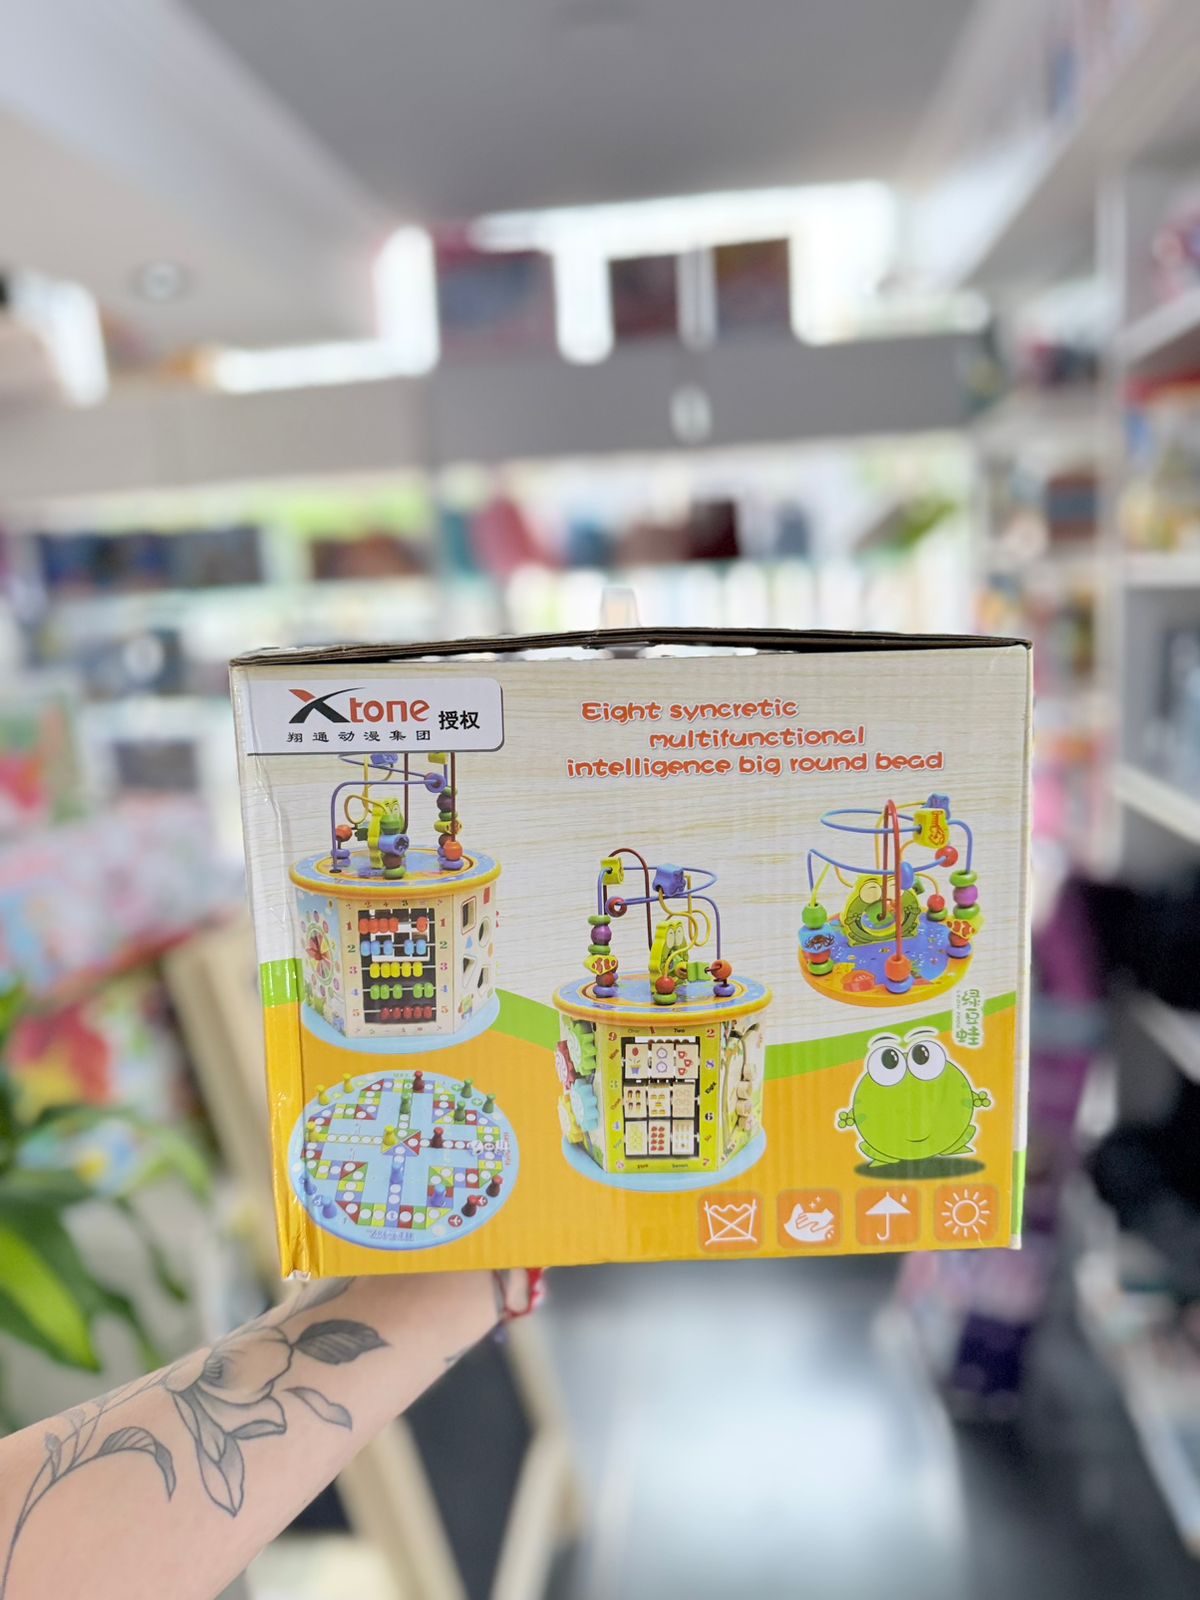 Xtone 授权
翔通动漫集团
Eight syncretic
multifunctional
intelligence big round bead
绿豆蛙